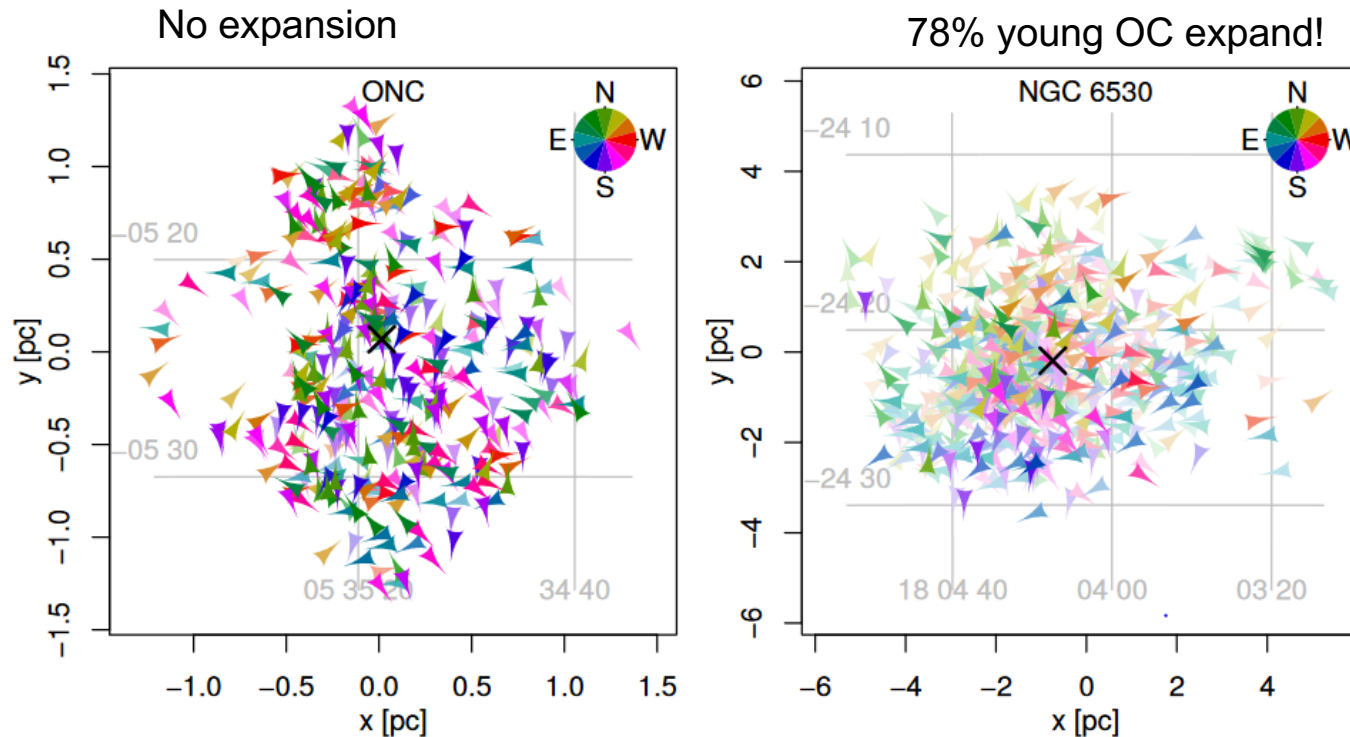 No expansion
78% young OC expand!
ONC
N
E
W
S
−05 20
−05 30
05 35 20
34 40
1.5
1.0
0.5
0.0
−0.5
−1.0
−1.5
y [pc]
−1.0
−0.5
0.0
0.5
1.0
1.5
x [pc]
NGC 6530
N
E
W
S
−24 10
−24 20
−24 30
18 04 40
04 00
03 20
6
4
2
0
−2
−4
−6
y [pc]
−6
−4
−2
0
2
4
x [pc]